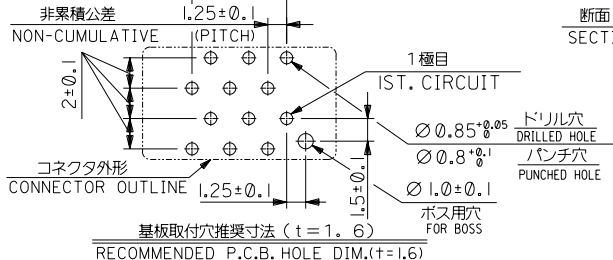 非累積公差
NON-CUMULATIVE
1.25±0.1
(PITCH)
断面
SECTI
2±0.1
1極目
1ST. CIRCUIT
Ø0.85 +0.05 0
ドリル穴
DRILLED HOLE
Ø0.8 +0.1 0
パンチ穴
PUNCHED HOLE
コネクタ外形
CONNECTOR OUTLINE
1.25±0.1
1.5±0.1
Ø1.0±0.1
ボス用穴
FOR BOSS
基板取付穴推奨寸法(t=1.6)
RECOMMENDED P.C.B. HOLE DIM.(t=1.6)